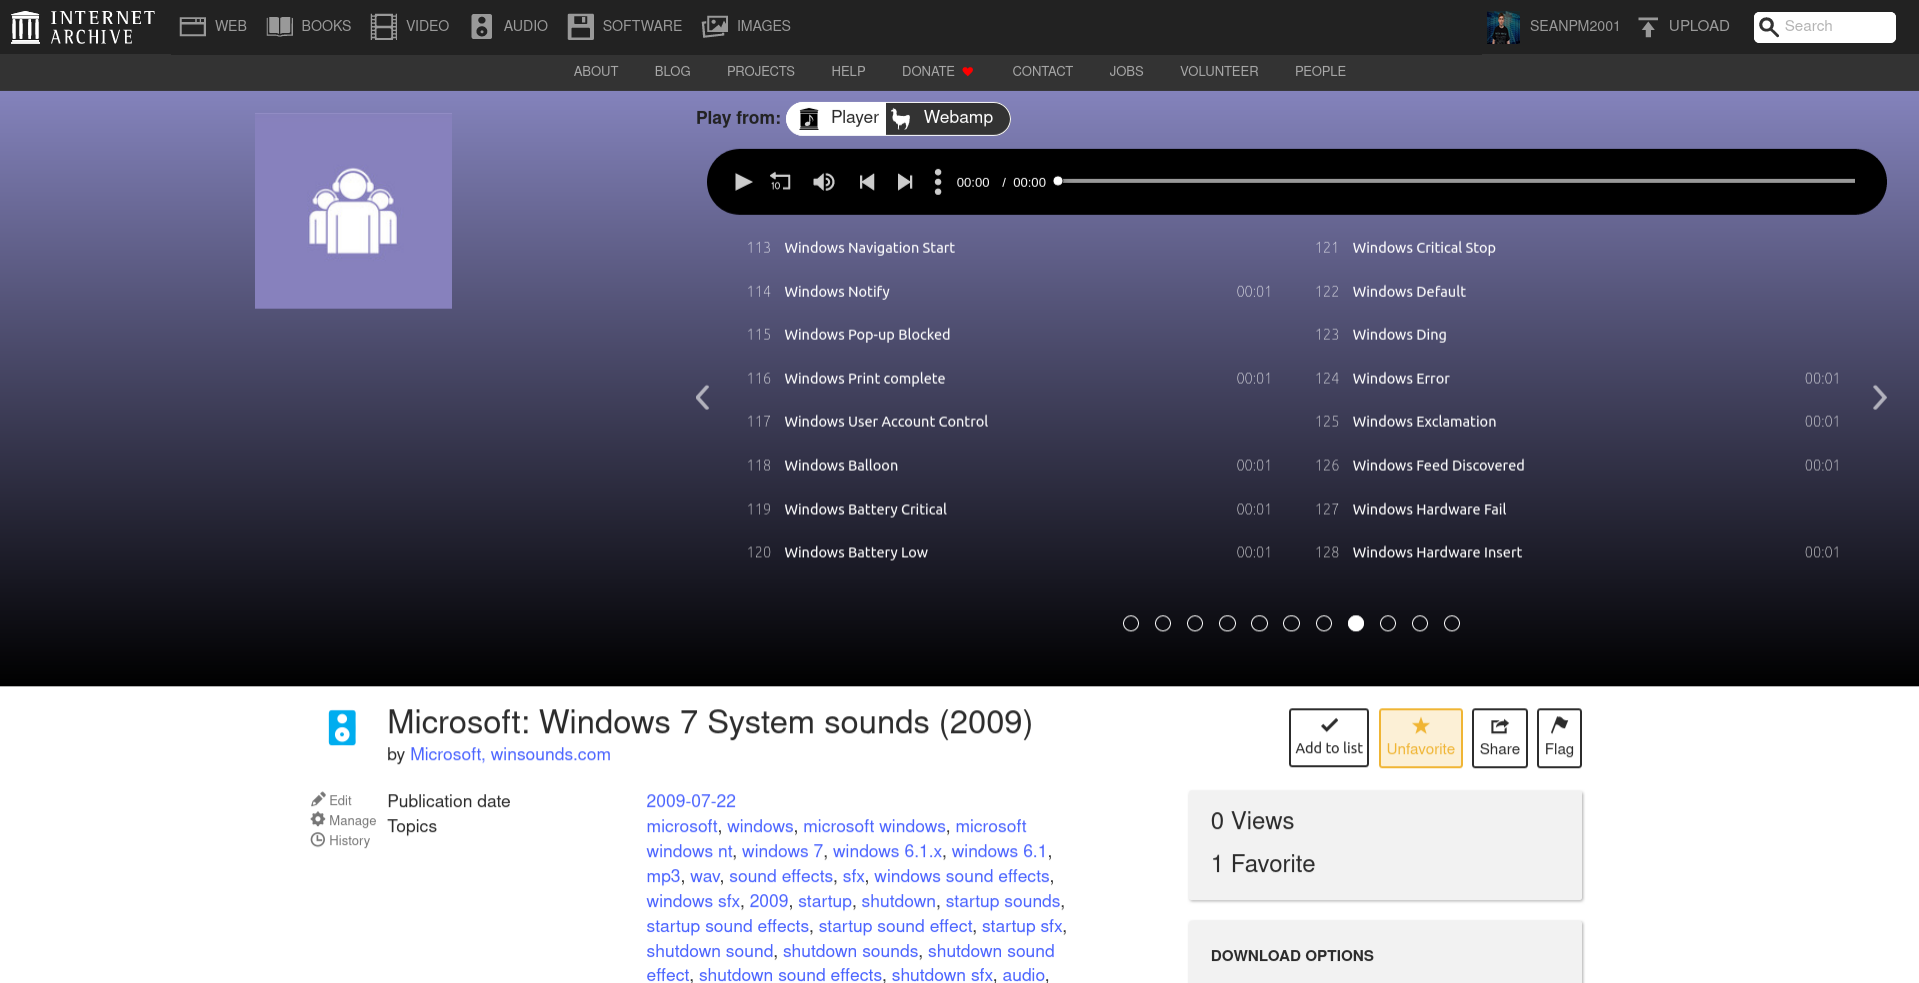 INTERNET ARCHIVE WEB BOOKS VIDEO AUDIO SOFTWARE IMAGES SEANPM2001 UPLOAD Search
ABOUT BLOG PROJECTS HELP DONATE CONTACT JOBS VOLUNTEER PEOPLE
Play from: Player Webamp
10 00:00 / 00:00
113 Windows Navigation Start
114 Windows Notify 00:01
115 Windows Pop-up Blocked
116 Windows Print complete 00:01
117 Windows User Account Control
118 Windows Balloon 00:01
119 Windows Battery Critical 00:01
120 Windows Battery Low 00:01
121 Windows Critical Stop
122 Windows Default
123 Windows Ding
124 Windows Error 00:01
125 Windows Exclamation 00:01
126 Windows Feed Discovered 00:01
127 Windows Hardware Fail
128 Windows Hardware Insert 00:01
Microsoft: Windows 7 System sounds (2009)
by Microsoft, winsounds.com
Add to list Unfavorite Share Flag
Edit
Manage
History
Publication date 2009-07-22
Topics microsoft, windows, microsoft windows, microsoft
windows nt, windows 7, windows 6.1.x, windows 6.1,
mp3, wav, sound effects, sfx, windows sound effects,
windows sfx, 2009, startup, shutdown, startup sounds,
startup sound effects, startup sound effect, startup sfx,
shutdown sound, shutdown sounds, shutdown sound
effect, shutdown sound effects, shutdown sfx, audio,
0 Views
1 Favorite
DOWNLOAD OPTIONS